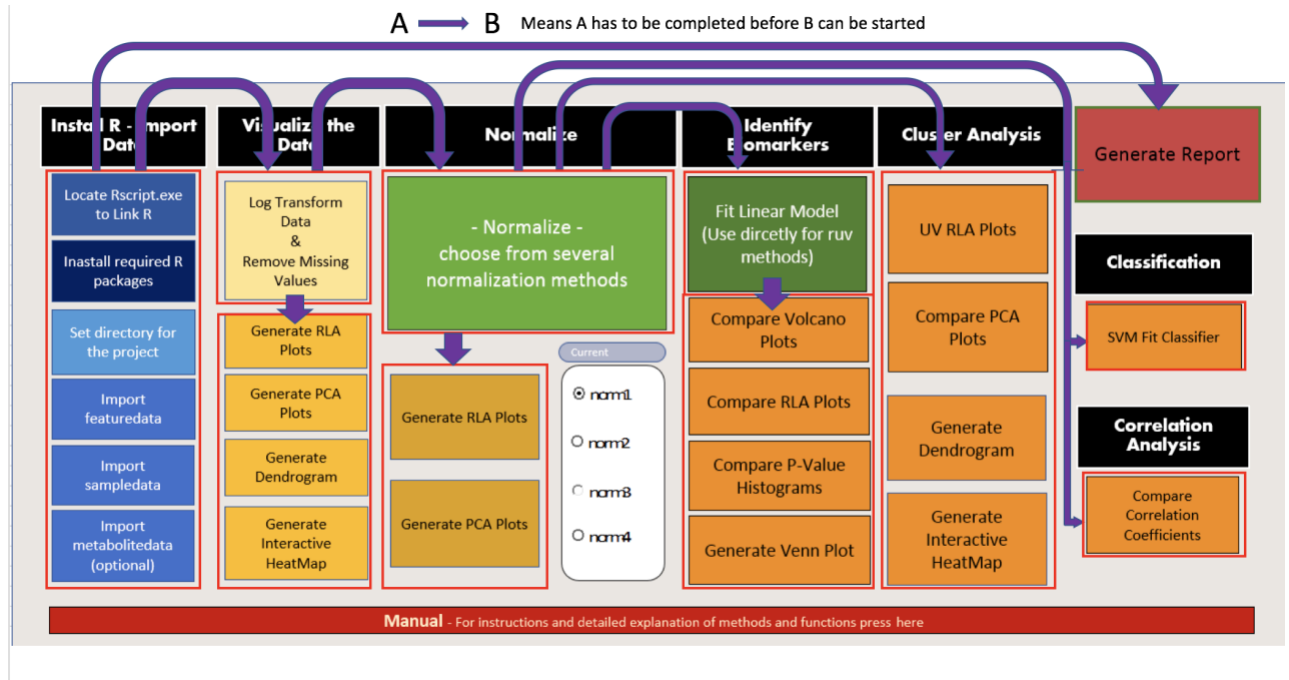 A → B Means A has to be completed before B can be started
Install R - Import
Data
Visualize the
Data
Normalize
Identify
Biomarkers
Cluster Analysis
Generate Report
Locate Rscript.exe
to Link R
Inastall required R
packages
Set directory for
the project
Import
featuredata
Import
sampledata
Import
metabolitedata
(optional)
Log Transform
Data
&
Remove Missing
Values
Generate RLA
Plots
Generate PCA
Plots
Generate
Dendrogram
Generate
Interactive
HeatMap
- Normalize -
choose from several
normalization methods
Generate RLA Plots
Generate PCA Plots
Current
norm1
norm2
norm3
norm4
Fit Linear Model
(Use dircetly for ruv
methods)
Compare Volcano
Plots
Compare RLA Plots
Compare P-Value
Histograms
Generate Venn Plot
UV RLA Plots
Compare PCA
Plots
Generate
Dendrogram
Generate
Interactive
HeatMap
Classification
SVM Fit Classifier
Correlation
Analysis
Compare
Correlation
Coefficients
Manual - For instructions and detailed explanation of methods and functions press here